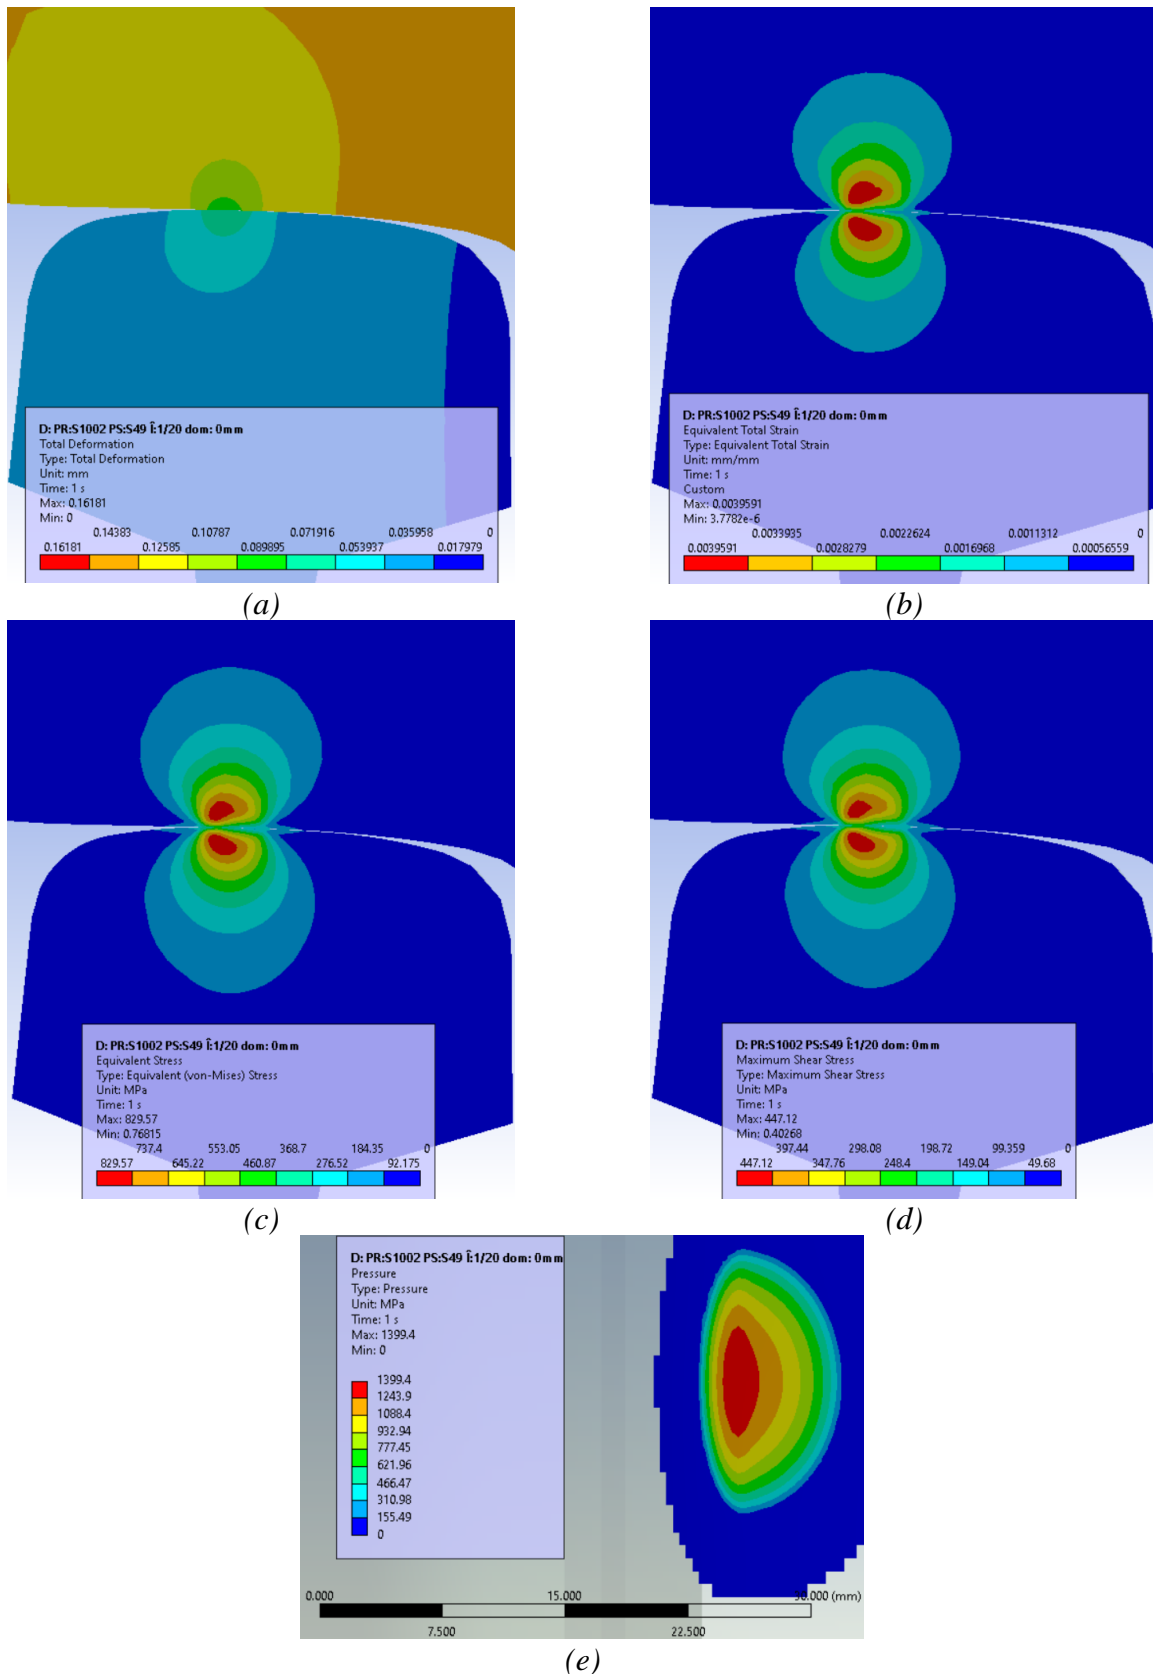 D: PR:S1002 PS:S49 Î:1/20 dom: 0mm
Total Deformation
Type: Total Deformation
Unit: mm
Time: 1 s
Max: 0.16181
Min: 0
0.14383 0.10787 0.071916 0.035958 0
0.16181 0.12585 0.089895 0.053937 0.017979
(a)
D: PR:S1002 PS:S49 Î:1/20 dom: 0mm
Equivalent Total Strain
Type: Equivalent Total Strain
Unit: mm/mm
Time: 1 s
Custom
Max: 0.0039591
Min: 3.7782e-6
0.0033935 0.0022624 0.0011312 0
0.0039591 0.0028279 0.0016968 0.00056559
(b)
D: PR:S1002 PS:S49 Î:1/20 dom: 0mm
Equivalent Stress
Type: Equivalent (von-Mises) Stress
Unit: MPa
Time: 1 s
Max: 829.57
Min: 0.76815
737.4 553.05 368.7 184.35 0
829.57 645.22 460.87 276.52 92.175
(c)
D: PR:S1002 PS:S49 Î:1/20 dom: 0mm
Maximum Shear Stress
Type: Maximum Shear Stress
Unit: MPa
Time: 1 s
Max: 447.12
Min: 0.40268
397.44 298.08 198.72 99.359 0
447.12 347.76 248.4 149.04 49.68
(d)
D: PR:S1002 PS:S49 Î:1/20 dom: 0mm
Pressure
Type: Pressure
Unit: MPa
Time: 1 s
Max: 1399.4
Min: 0
1399.4
1243.9
1088.4
932.94
777.45
621.96
466.47
310.98
155.49
0
0.000 15.000 30.000 (mm)
7.500 22.500
(e)